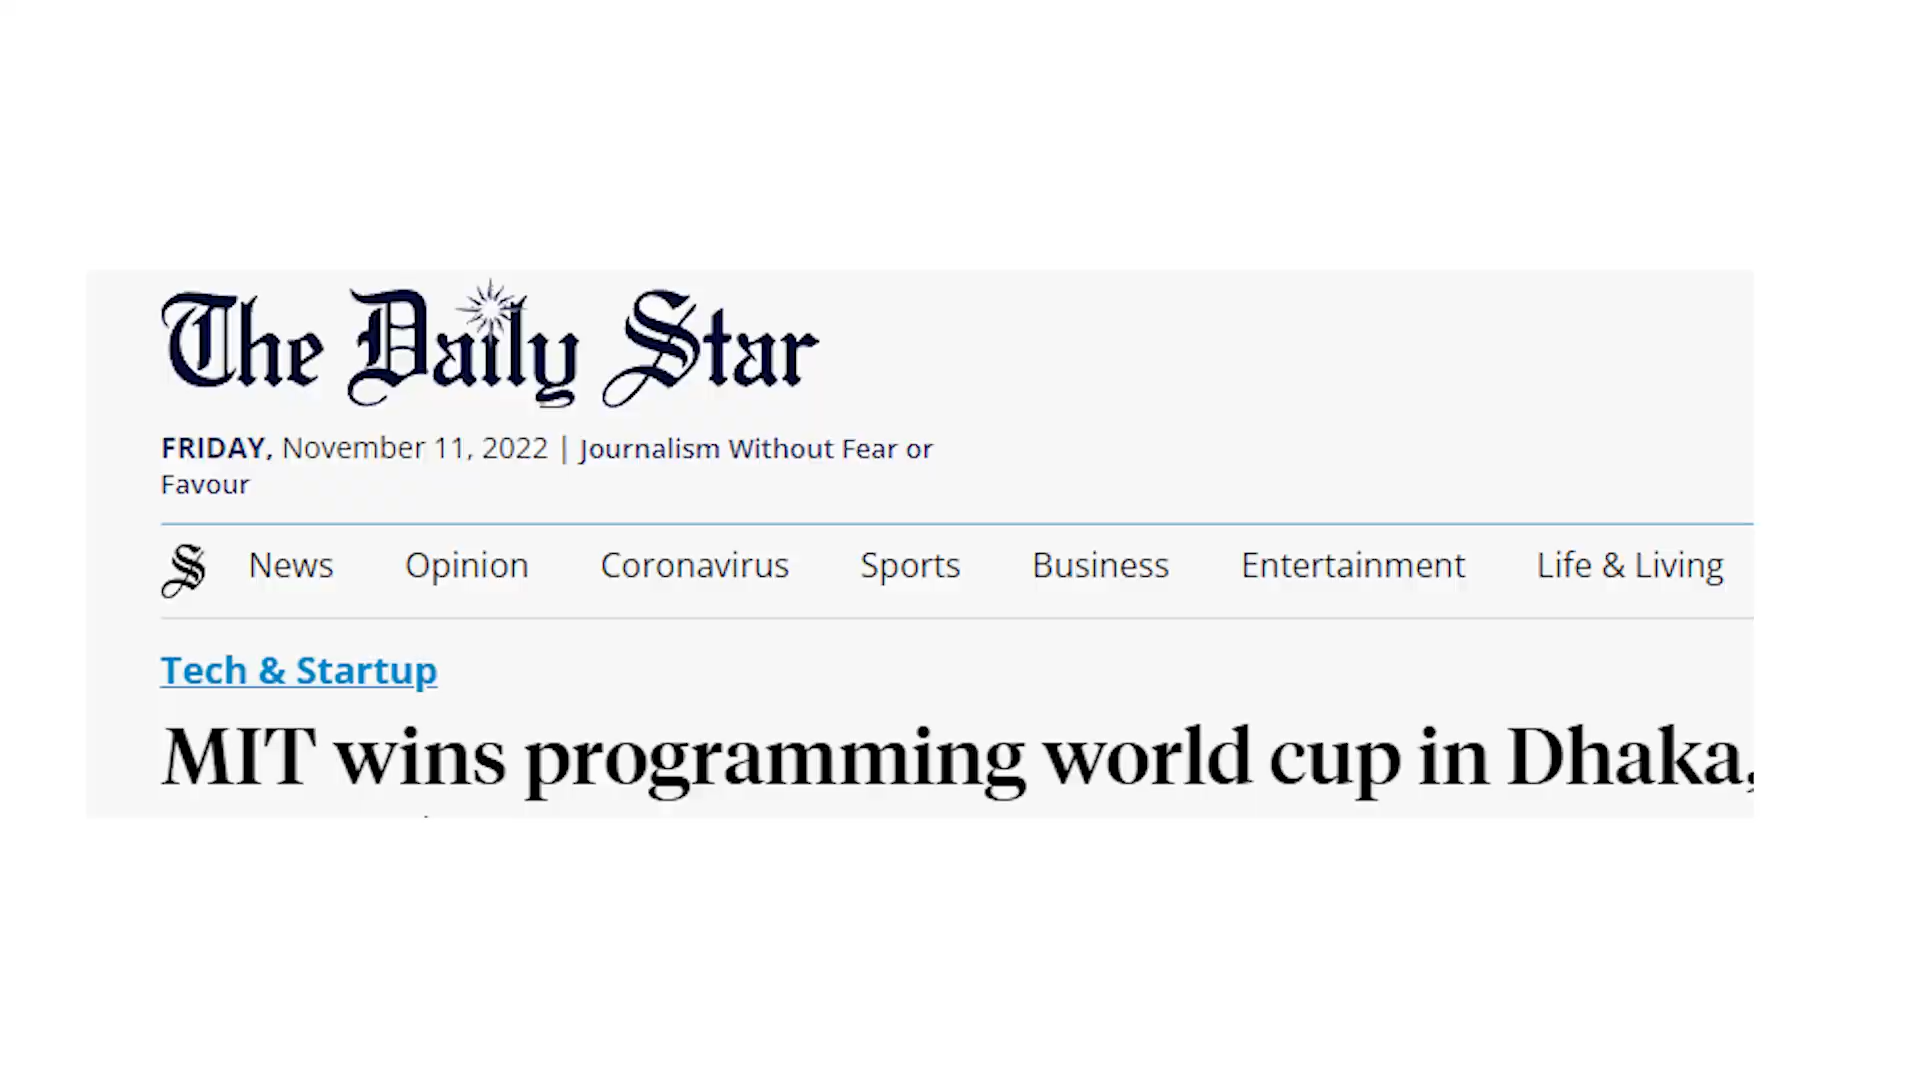 The Daily Star
FRIDAY, November 11, 2022 | Journalism Without Fear or
Favour
S News Opinion Coronavirus Sports Business Entertainment Life & Living
Tech & Startup
MIT wins programming world cup in Dhaka,